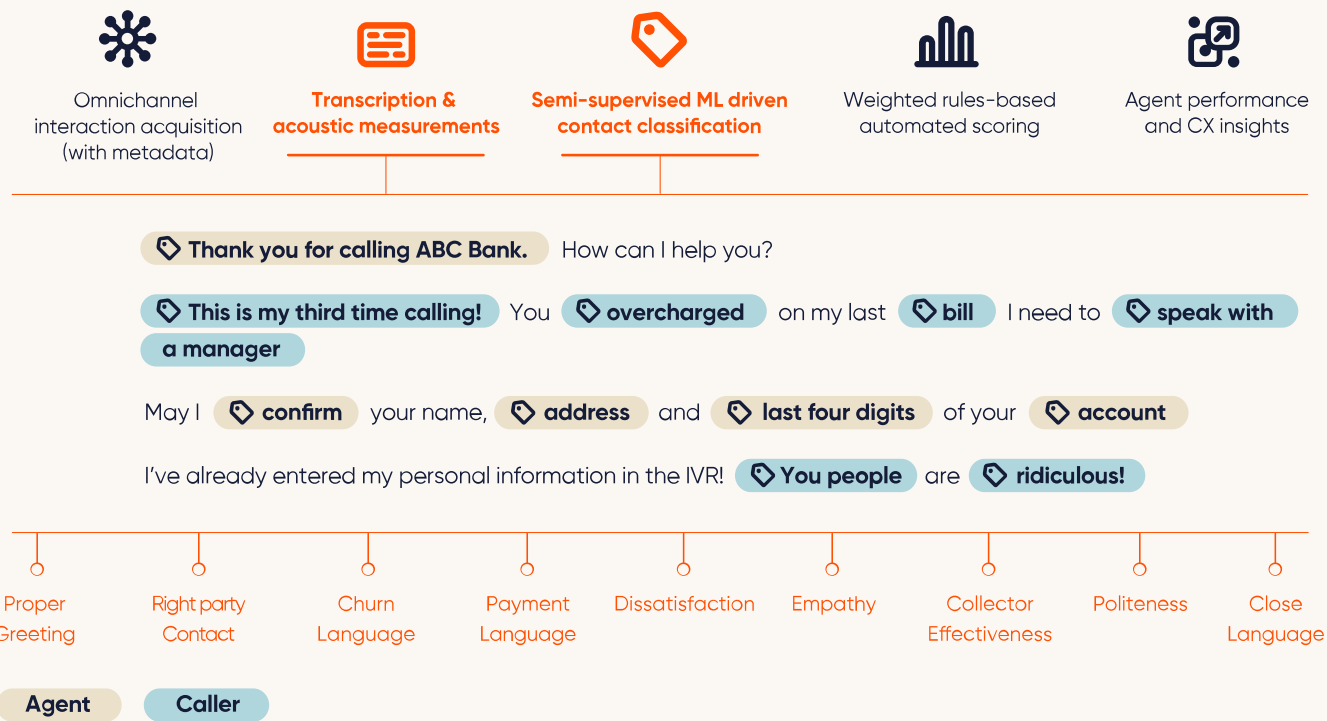 Omnichannel
interaction acquisition
(with metadata)
Transcription &
acoustic measurements
Semi-supervised ML driven
contact classification
Weighted rules-based
automated scoring
Agent performance
and CX insights
Thank you for calling ABC Bank. How can I help you?
This is my third time calling! You overcharged on my last bill I need to speak with
a manager
May I confirm your name, address and last four digits of your account
I've already entered my personal information in the IVR! You people are ridiculous!
Proper
Greeting
Right party
Contact
Churn
Language
Payment
Language
Dissatisfaction
Empathy
Collector
Effectiveness
Politeness
Close
Language
Agent
Caller